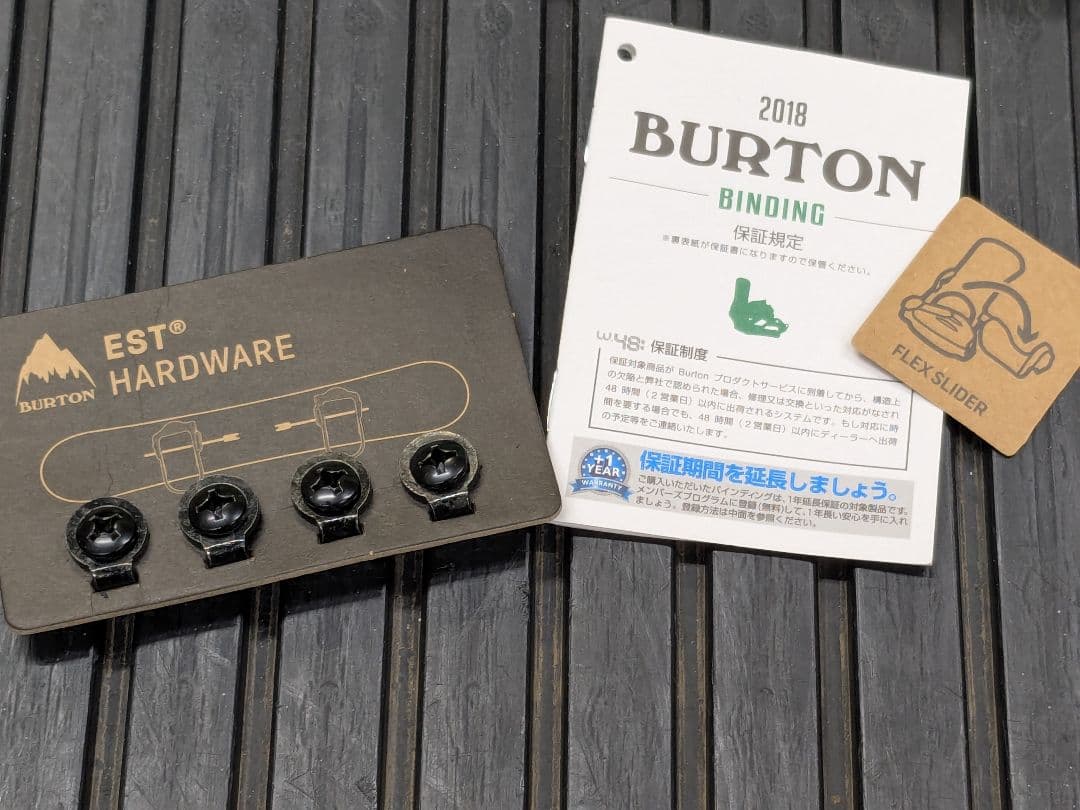 BURTON
EST®
HARDWARE
2018
BURTON
BINDING
保証規定
※裏表紙が保証書になりますので保管ください。
w.48: 保証制度
保証対象商品が Burton プロダクトサービスに到着してから、構造上
の欠陥と弊社で認められた場合、修理又は交換といった対応がなされ
48 時間（2営業日）以内に出荷されるシステムです。もし対応に時
間を要する場合でも、48 時間（2営業日）以内にディーラーへ出荷
の予定等をご連絡いたします。
+1
YEAR
WARRANTY
保証期間を延長しましょう。
ご購入いただいたバインディングは、1年延長保証の対象製品です。
メンバーズプログラムに登録(無料)して、1年長い安心を手に入れ
ましょう。登録方法は中面を参照ください。
FLEX SLIDER